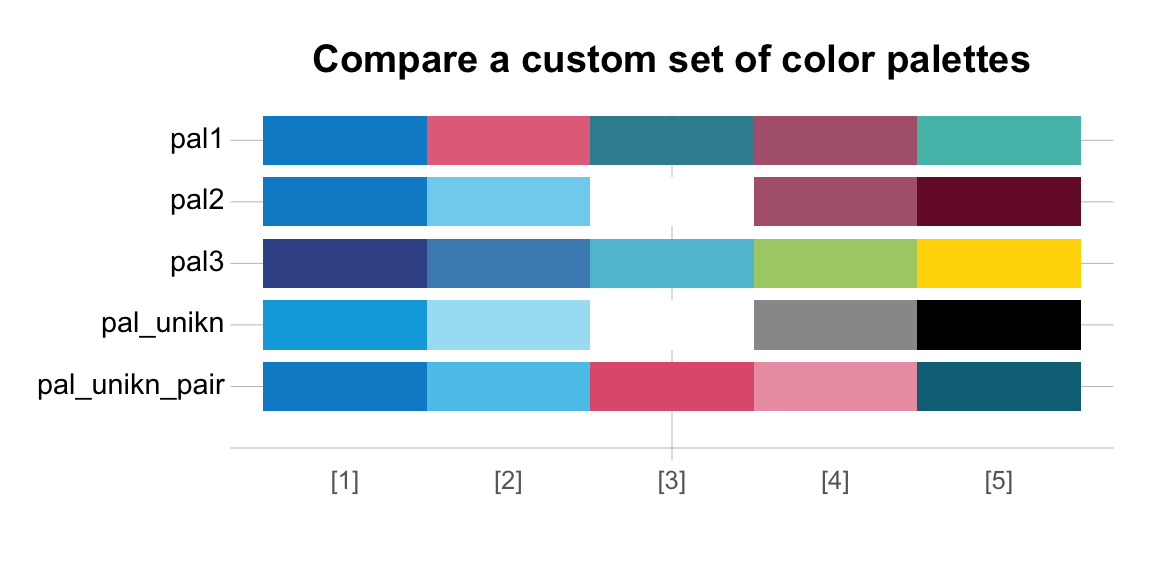 Compare a custom set of color palettes
pal1
pal2
pal3
pal_unikn
pal_unikn_pair
[1] [2] [3] [4] [5]